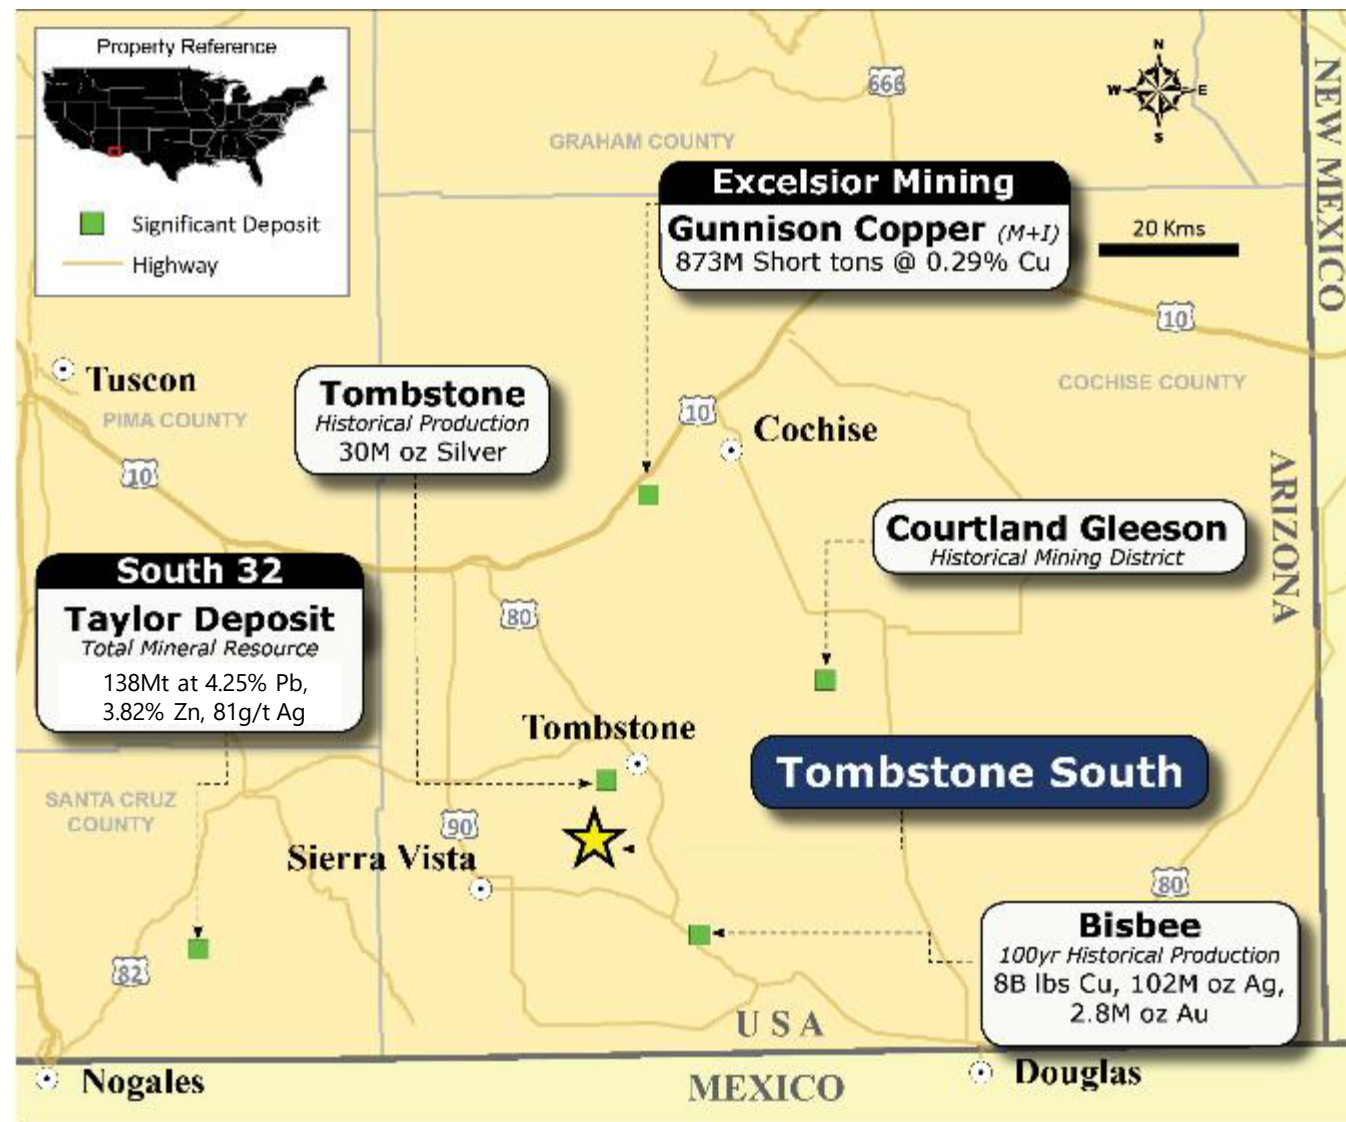 Property Reference
Significant Deposit
Highway
N
W
E
S
NEW MEXICO
666
GRAHAM COUNTY
Excelsior Mining
Gunnison Copper (M+I)
873M Short tons @ 0.29% Cu
20 Kms
10
Tuscon
PIMA COUNTY
10
Tombstone
Historical Production
30M oz Silver
10
Cochise
COCHISE COUNTY
ARIZONA
Courtland Gleeson
Historical Mining District
South 32
Taylor Deposit
Total Mineral Resource
138Mt at 4.25% Pb,
3.82% Zn, 81g/t Ag
80
Tombstone
Tombstone South
SANTA CRUZ
COUNTY
90
Sierra Vista
80
Bisbee
100yr Historical Production
8B lbs Cu, 102M oz Ag,
2.8M oz Au
82
USA
Nogales
MEXICO
Douglas